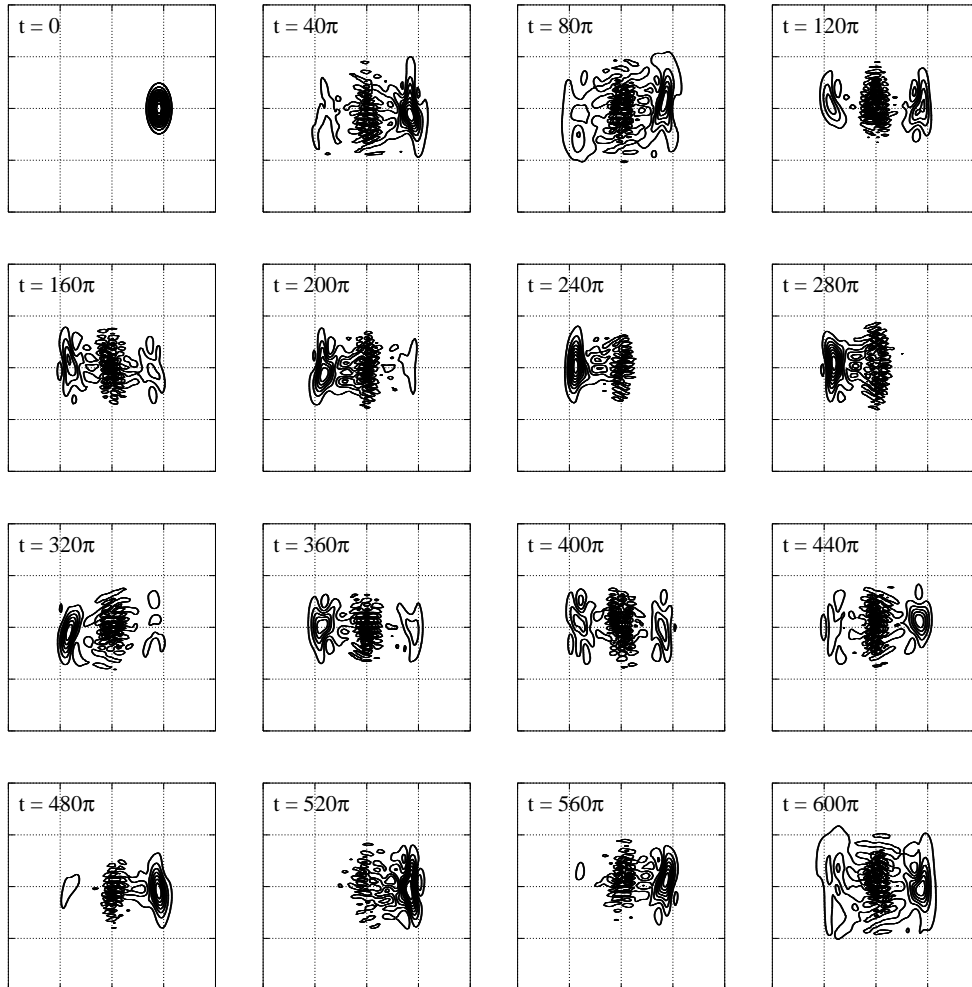 t = 0
t = 40π
t = 80π
t = 120π
t = 160π
t = 200π
t = 240π
t = 280π
t = 320π
t = 360π
t = 400π
t = 440π
t = 480π
t = 520π
t = 560π
t = 600π